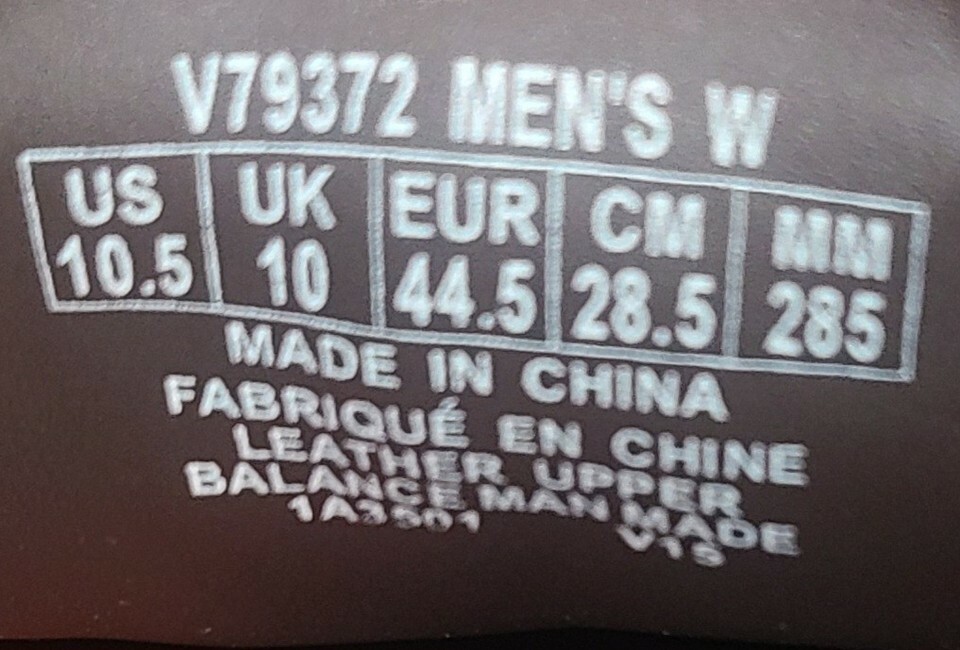 V79372 MEN'S W
US UK EUR CM MM
10.5 10 44.5 28.5 285
MADE IN CHINA
FABRIQUÉ EN CHINE
LEATHER UPPER
BALANCE MAN MADE
V15